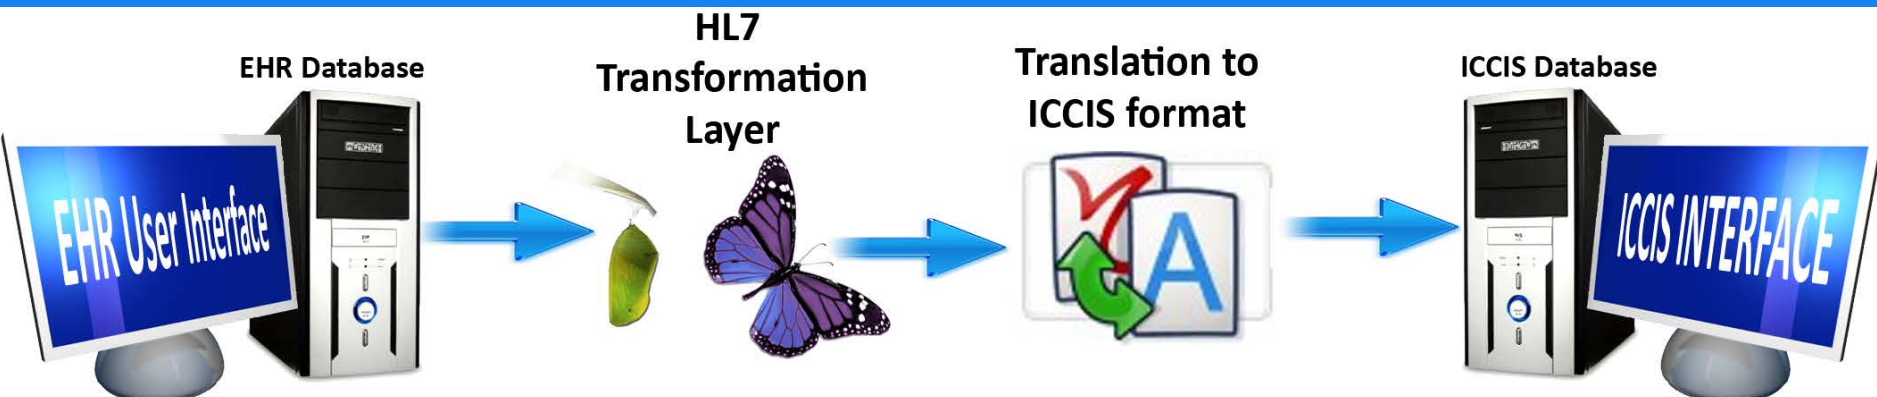 EHR Database
EHR User Interface
HL7
Transformation
Layer
Translation to
ICCIS format
A
ICCIS Database
ICCIS INTERFACE